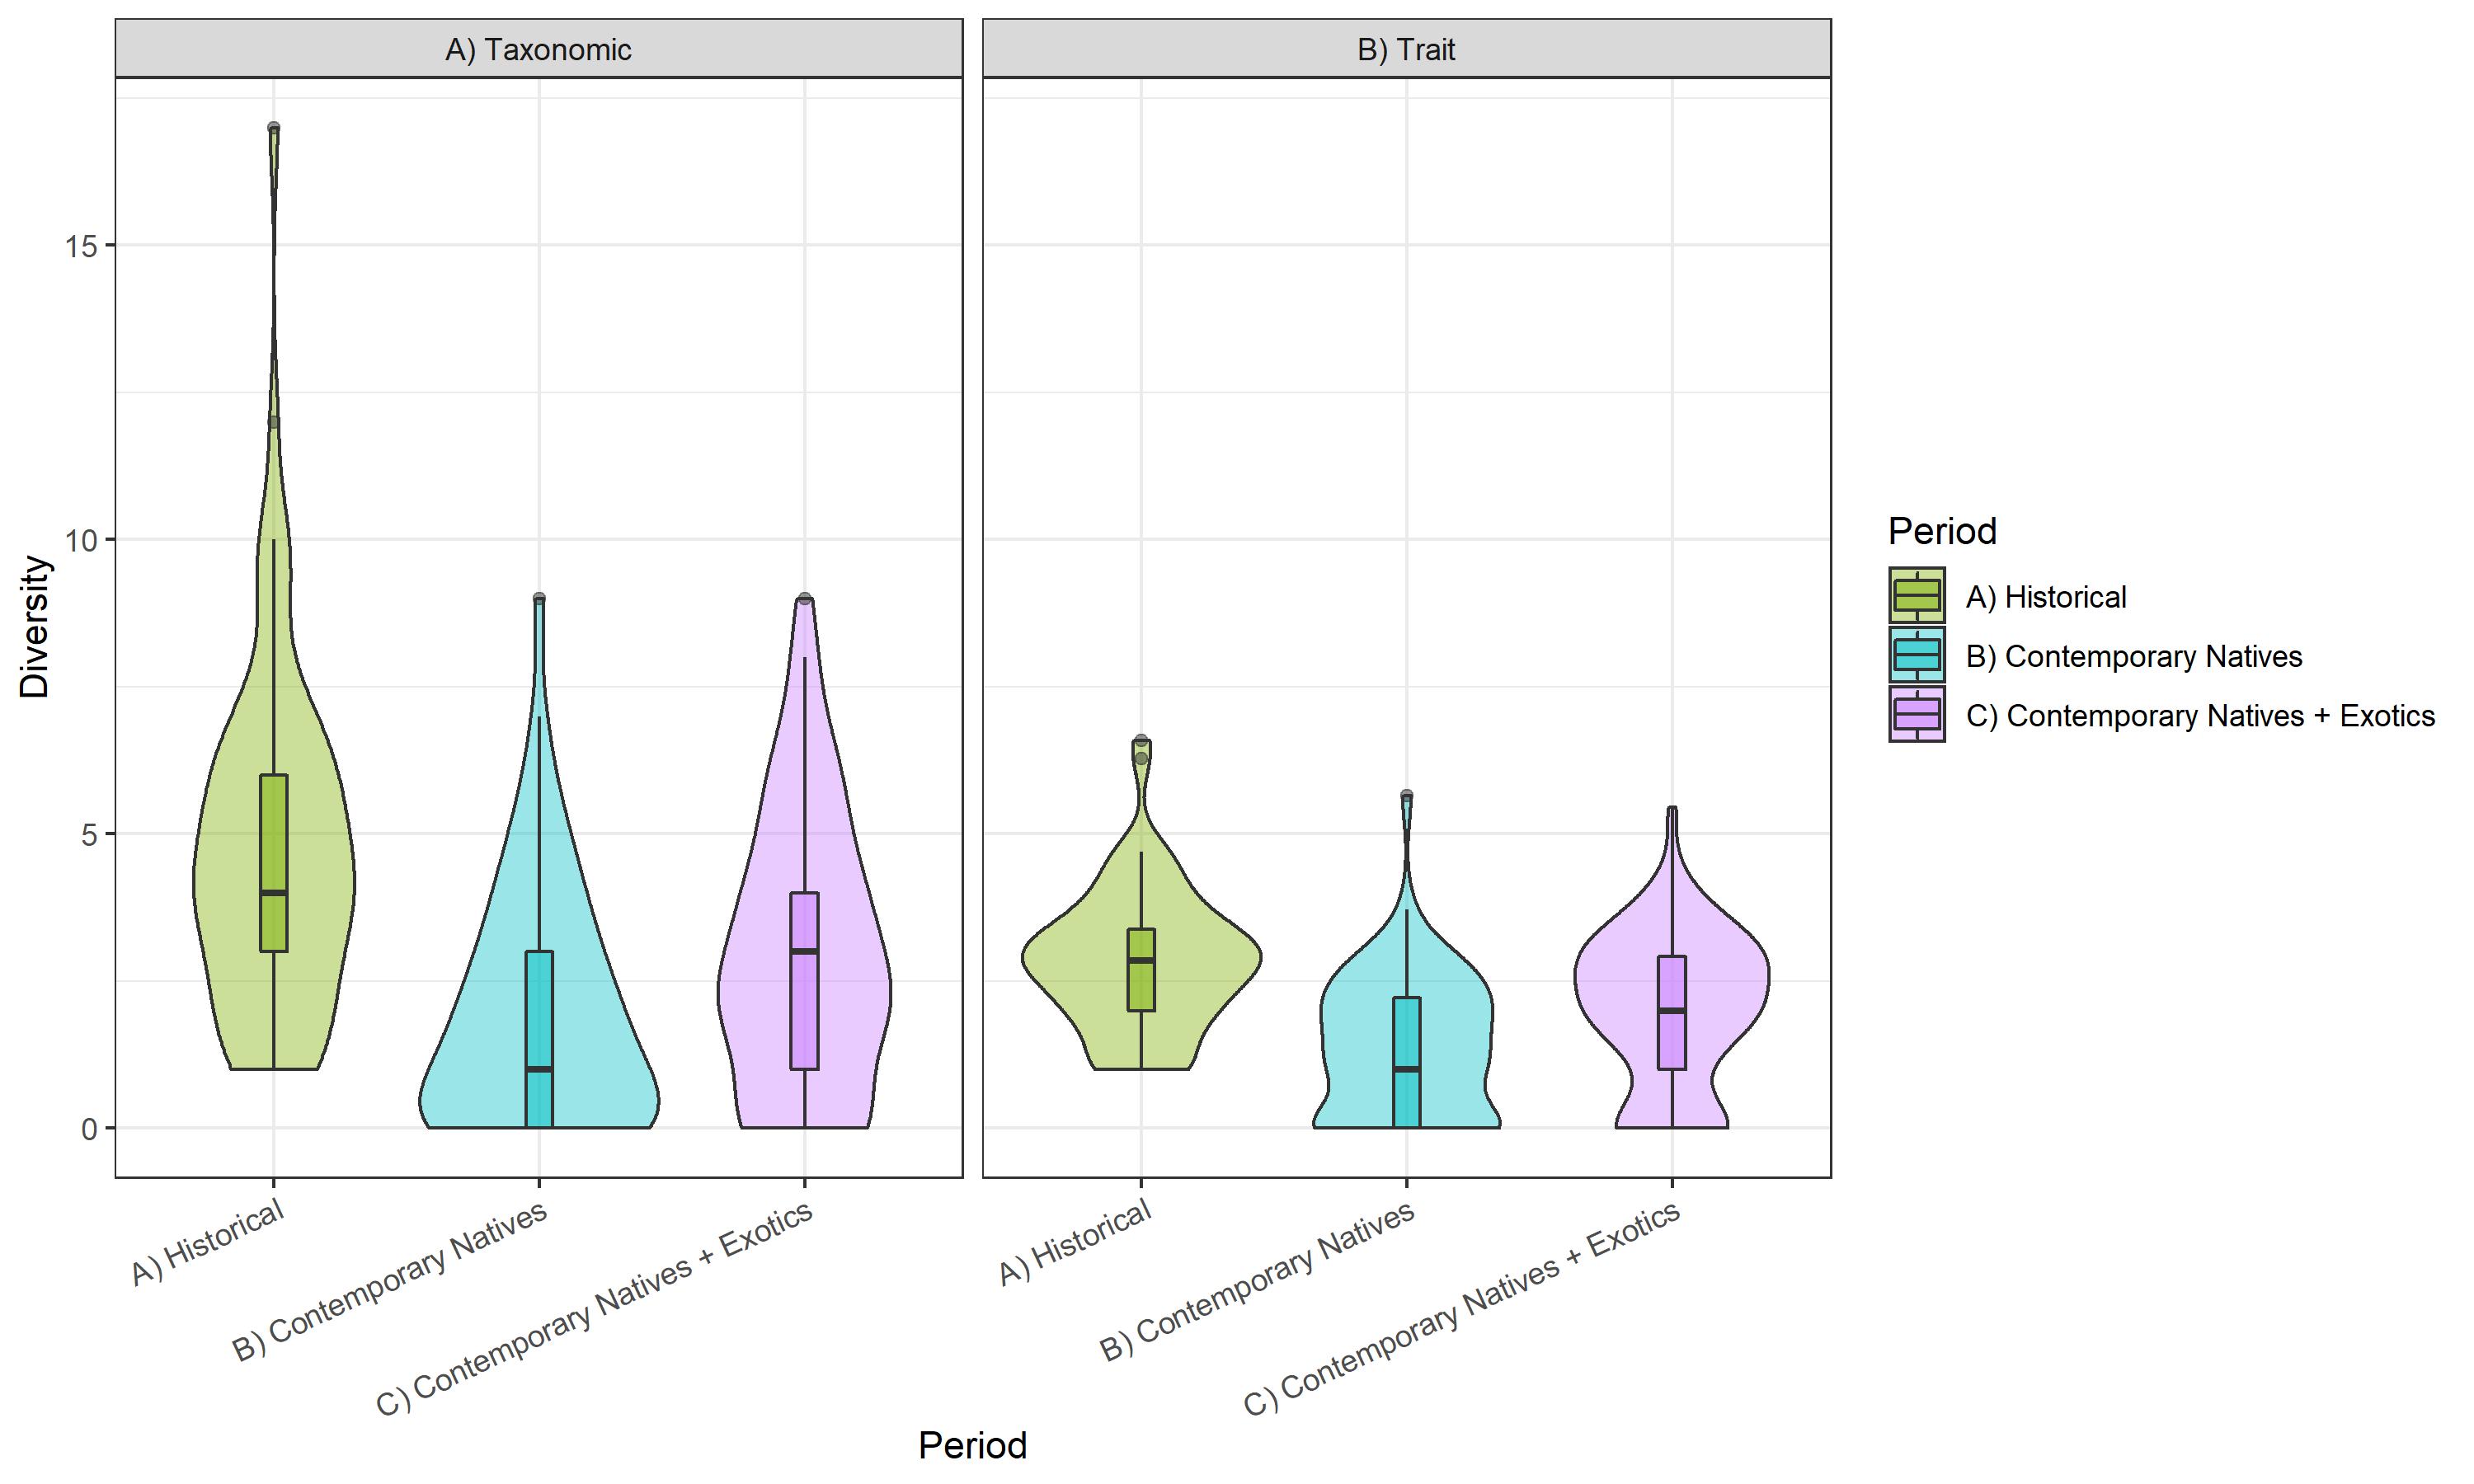 A) Taxonomic
B) Trait
15
10
5
0
Diversity
A) Historical
B) Contemporary Natives
C) Contemporary Natives + Exotics
A) Historical
B) Contemporary Natives
C) Contemporary Natives + Exotics
Period
Period
A) Historical
B) Contemporary Natives
C) Contemporary Natives + Exotics